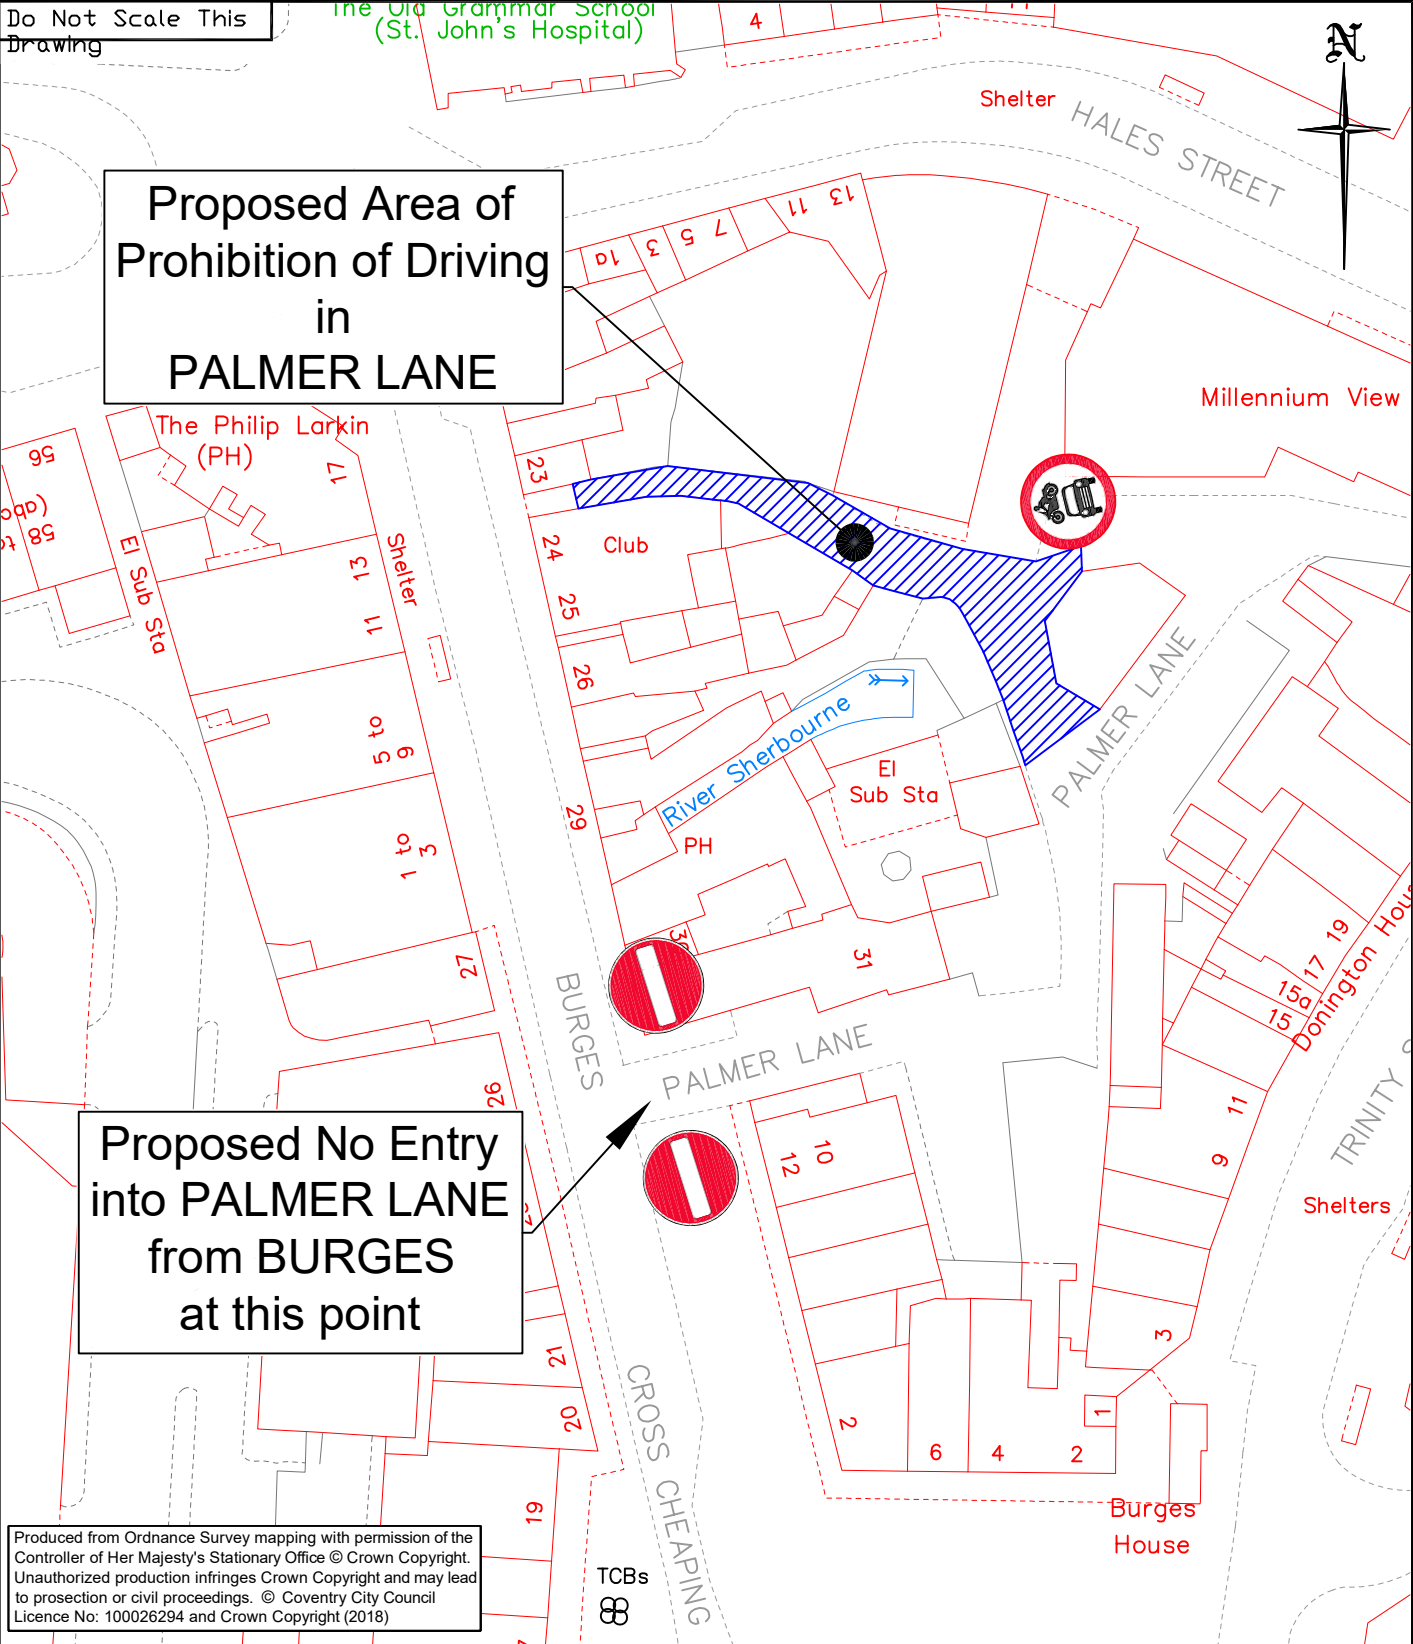 Do Not Scale This
Drawing
The Old Grammar School
(St. John's Hospital)
4
N
Shelter
HALES STREET
Proposed Area of
Prohibition of Driving
in
PALMER LANE
1a
3
5
7
11
13
Millennium View
The Philip Larkin
(PH)
17
56
58
El Sub Sta
Shelter
13
11
23
24
Club
25
26
5 to
9
1 to
3
29
River Sherbourne
El
Sub Sta
PH
PALMER LANE
27
31
BURGES
PALMER LANE
19
17
15a
15
Donington
TRINITY
11
9
3
26
12
10
Proposed No Entry
into PALMER LANE
from BURGES
at this point
Shelters
21
20
19
CROSS CHEAPING
2
6
4
2
1
Burges
House
TCBs
Produced from Ordnance Survey mapping with permission of the
Controller of Her Majesty's Stationary Office © Crown Copyright.
Unauthorized production infringes Crown Copyright and may lead
to prosection or civil proceedings. © Coventry City Council
Licence No: 100026294 and Crown Copyright (2018)